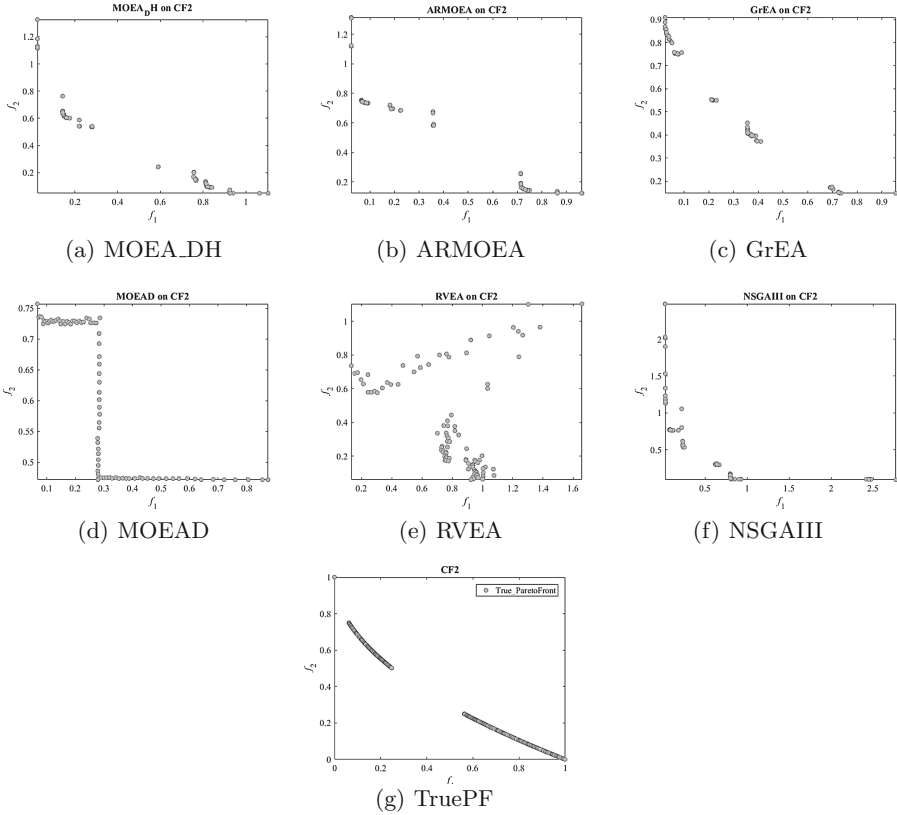 MOEA_DH on CF2
1.2
1
0.8
0.6
0.4
0.2
f2
0.2 0.4 0.6 0.8 1
f1
(a) MOEA_DH
ARMOEA on CF2
1.2
1
0.8
0.6
0.4
0.2
f2
0.1 0.2 0.3 0.4 0.5 0.6 0.7 0.8 0.9
f1
(b) ARMOEA
GrEA on CF2
0.9
0.8
0.7
0.6
0.5
0.4
0.3
0.2
f2
0.1 0.2 0.3 0.4 0.5 0.6 0.7 0.8 0.9
f1
(c) GrEA
MOEAD on CF2
0.75
0.7
0.65
0.6
0.55
0.5
f2
0.1 0.2 0.3 0.4 0.5 0.6 0.7 0.8
f1
(d) MOEAD
RVEA on CF2
1
0.8
0.6
0.4
0.2
f2
0.2 0.4 0.6 0.8 1.0 1.2 1.4 1.6
f1
(e) RVEA
NSGAIII on CF2
2
1.5
1
0.5
f2
0.5 1 1.5 2 2.5
f1
(f) NSGAIII
CF2
True_ParetoFront
1
0.8
0.6
0.4
0.2
0
f2
0 0.2 0.4 0.6 0.8 1
f
(g) TruePF